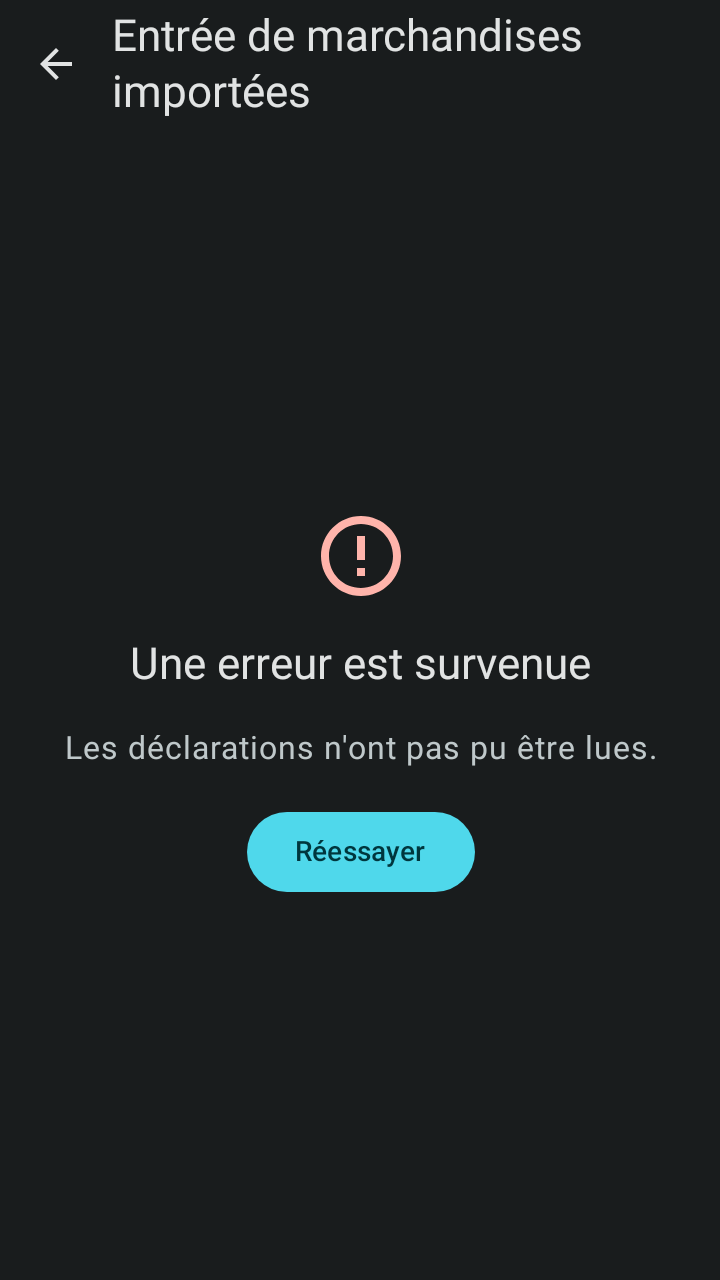 Entrée de marchandises
importées
Une erreur est survenue
Les déclarations n'ont pas pu être lues.
Réessayer